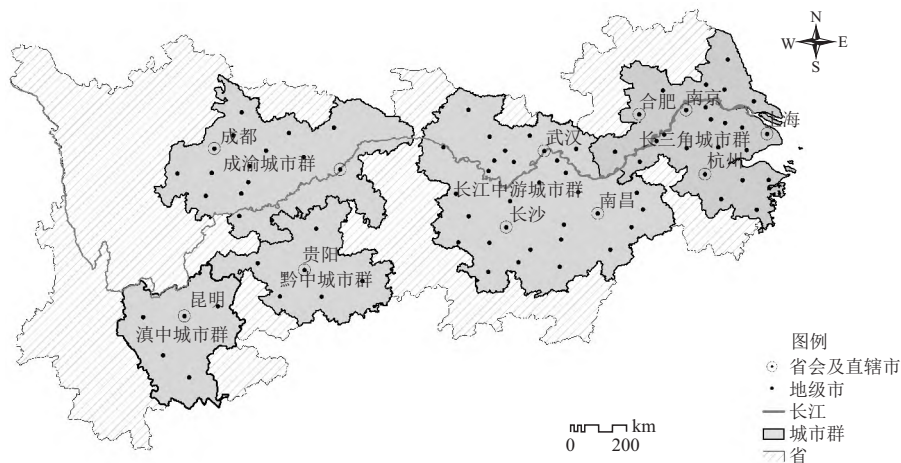 N
W E
S
合肥
南京
海
成都
武汉
长三角城市群
成渝城市群
杭州
长江中游城市群
南昌
长沙
贵阳
黔中城市群
昆明
滇中城市群
图例
省会及直辖市
地级市
长江
城市群
省
km
0 200